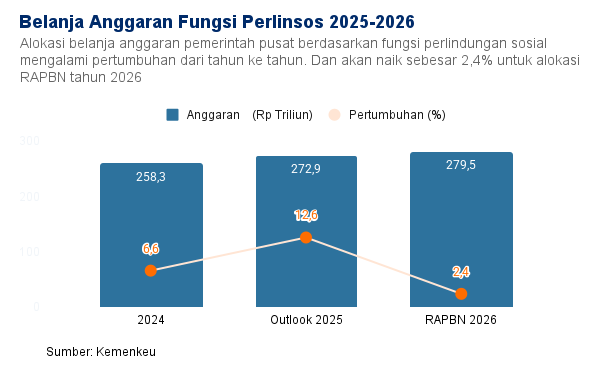 Belanja Anggaran Fungsi Perlinsos 2025-2026
Alokasi belanja anggaran pemerintah pusat berdasarkan fungsi perlindungan sosial
mengalami pertumbuhan dari tahun ke tahun. Dan akan naik sebesar 2,4% untuk alokasi
RAPBN tahun 2026
Anggaran (Rp Triliun) Pertumbuhan (%)
300
200
100
0
258,3 272,9 279,5
6,6 12,6 2,4
2024 Outlook 2025 RAPBN 2026
Sumber: Kemenkeu